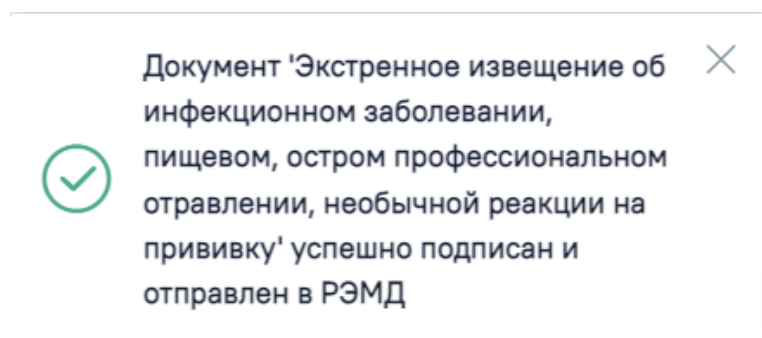 Документ 'Экстренное извещение об
инфекционном заболевании,
пищевом, остром профессиональном
отравлении, необычной реакции на
прививку' успешно подписан и
отправлен в РЭМД